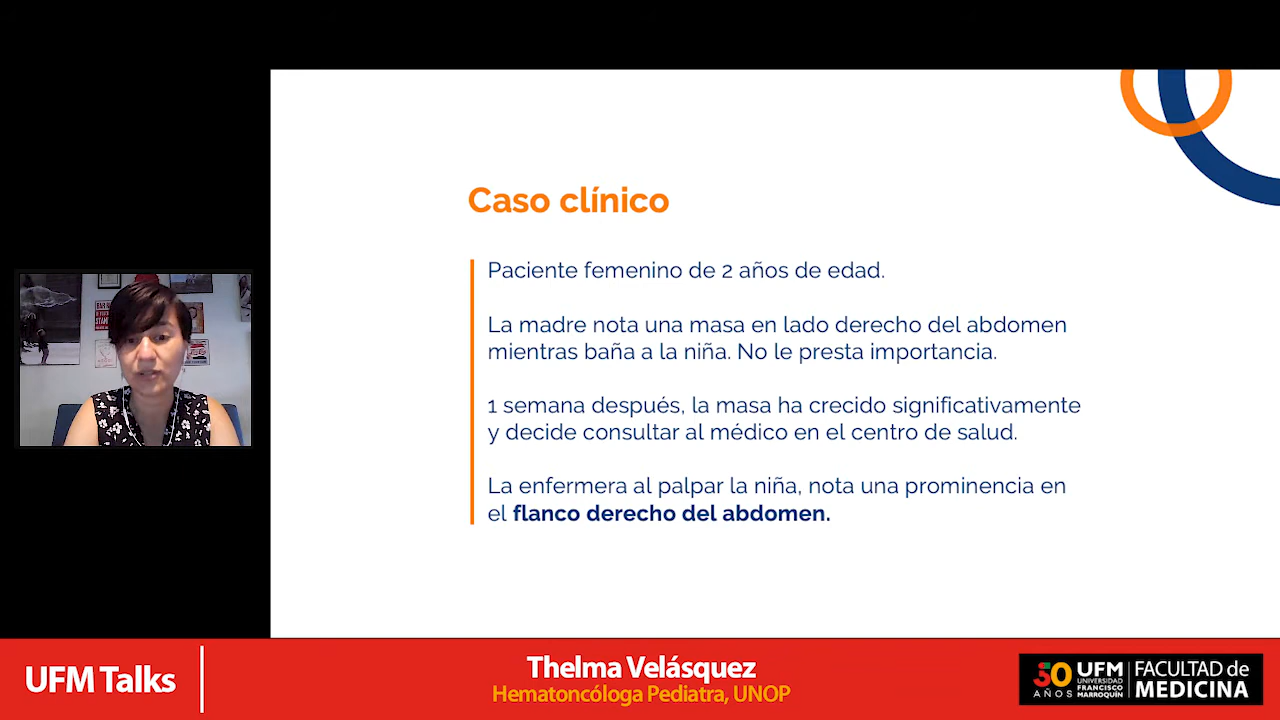 Caso clínico
Paciente femenino de 2 años de edad.
La madre nota una masa en lado derecho del abdomen
mientras baña a la niña. No le presta importancia.
1 semana después, la masa ha crecido significativamente
y decide consultar al médico en el centro de salud.
La enfermera al palpar la niña, nota una prominencia en
el flanco derecho del abdomen.
UFM Talks
Thelma Velásquez
Hematoncóloga Pediatra, UNOP
50
AÑOS
UFM
UNIVERSIDAD
FRANCISCO
MARROQUÍN
FACULTAD de
MEDICINA